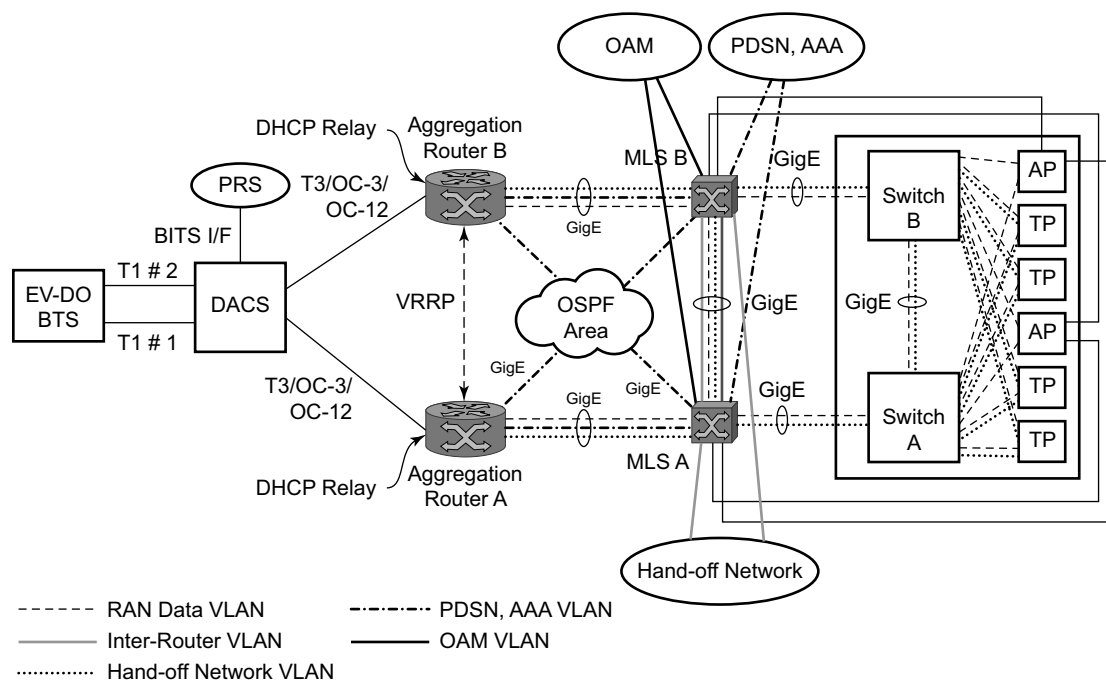 OAM
PDSN, AAA
DHCP Relay
Aggregation
Router B
MLS B
GigE
AP
PRS
T3/OC-3/
OC-12
GigE
Switch
B
TP
BITS I/F
T1 # 2
EV-DO
BTS
DACS
VRRP
OSPF
Area
GigE
GigE
TP
AP
T1 # 1
T3/OC-3/
OC-12
GigE
GigE
GigE
GigE
Switch
A
TP
TP
MLS A
DHCP Relay
Aggregation
Router A
Hand-off Network
RAN Data VLAN
PDSN, AAA VLAN
Inter-Router VLAN
OAM VLAN
Hand-off Network VLAN